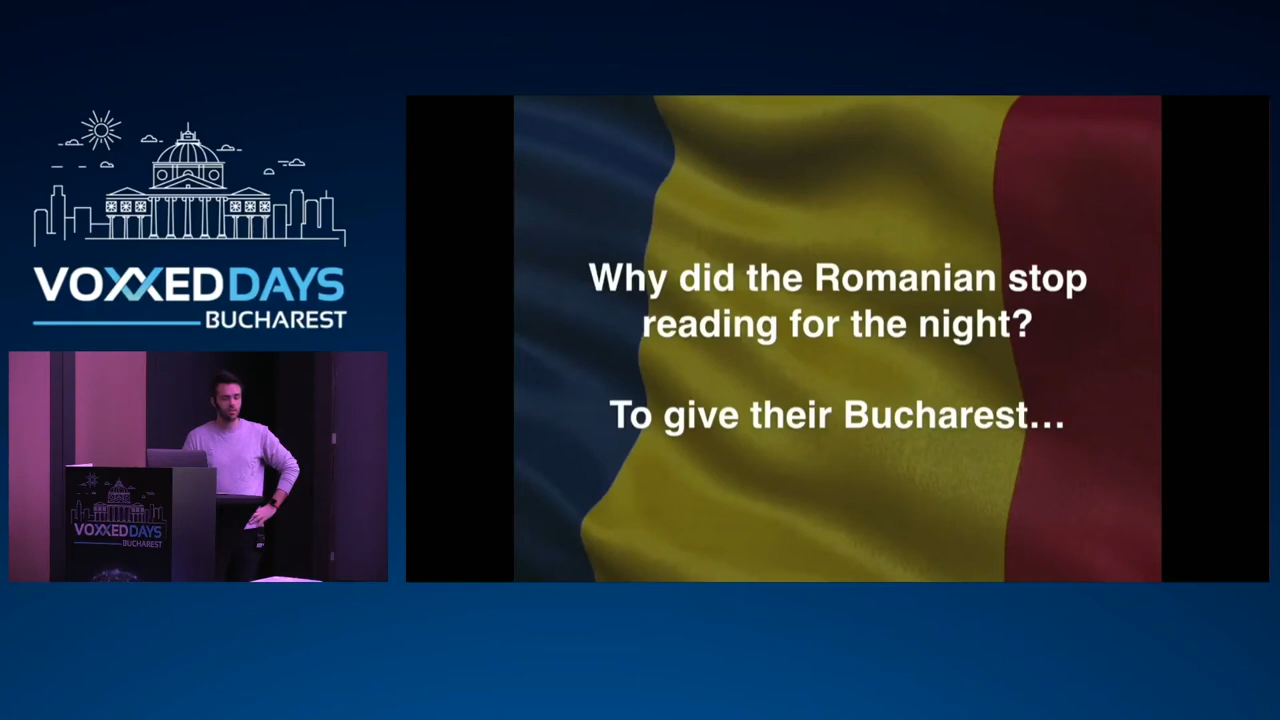 VOXXEDDAYS
BUCHAREST
Why did the Romanian stop
reading for the night?
To give their Bucharest...
VOXXEDDAYS
BUCHAREST